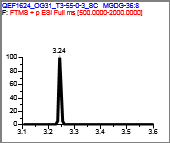 QEF1624_OG31_T3-55-0-3_SC MGDG-36:8
F: FTMS + p ESI Full ms [500.0000-2000.0000]
3.24
100
80
60
40
20
0
3.1 3.2 3.3 3.4 3.5 3.6